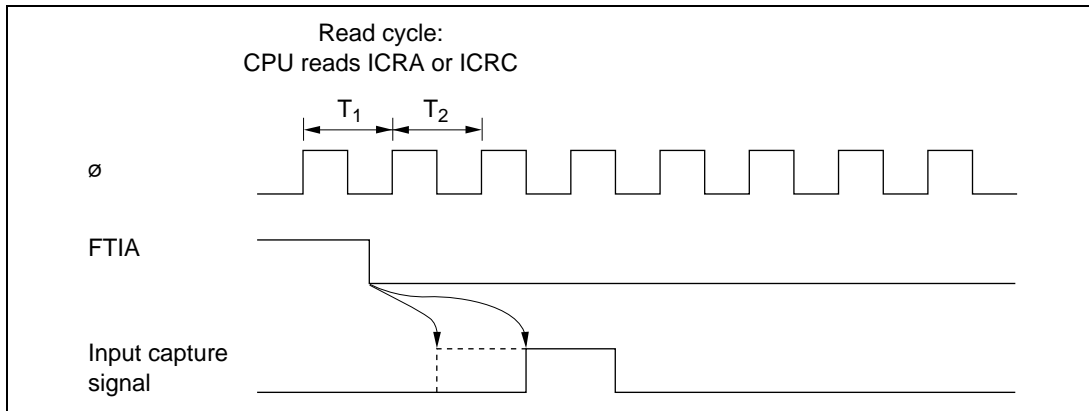 Read cycle:
CPU reads ICRA or ICRC
T₁ T₂
ø
FTIA
Input capture
signal